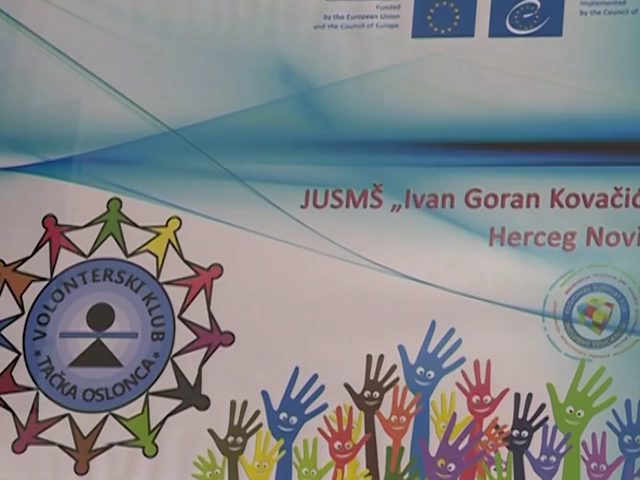 Funded
by the European Union
and the Council of Europe
Implemented
by the Council of
JUSMŠ „Ivan Goran Kovačić
Herceg Novi
VOLONTERSKI KLUB
TAČKA OSLONCA